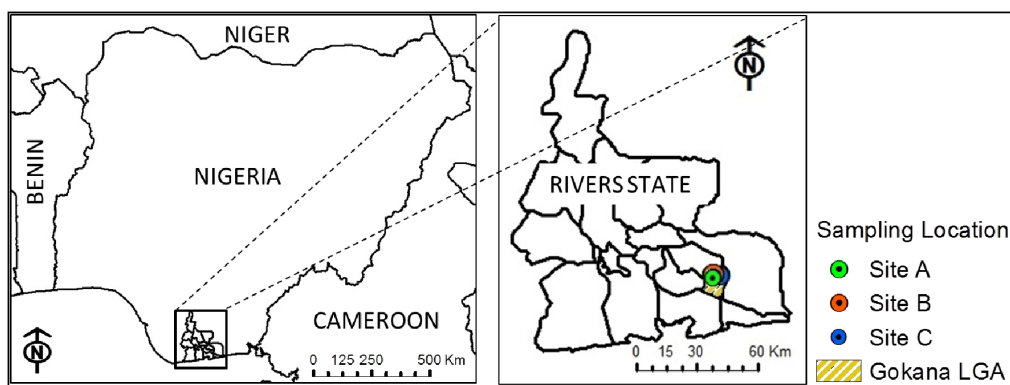 NIGER
BENIN
NIGERIA
CAMEROON
N
0 125 250 500 Km
N
RIVERS STATE
0 15 30 60 Km
Sampling Location
Site A
Site B
Site C
Gokana LGA